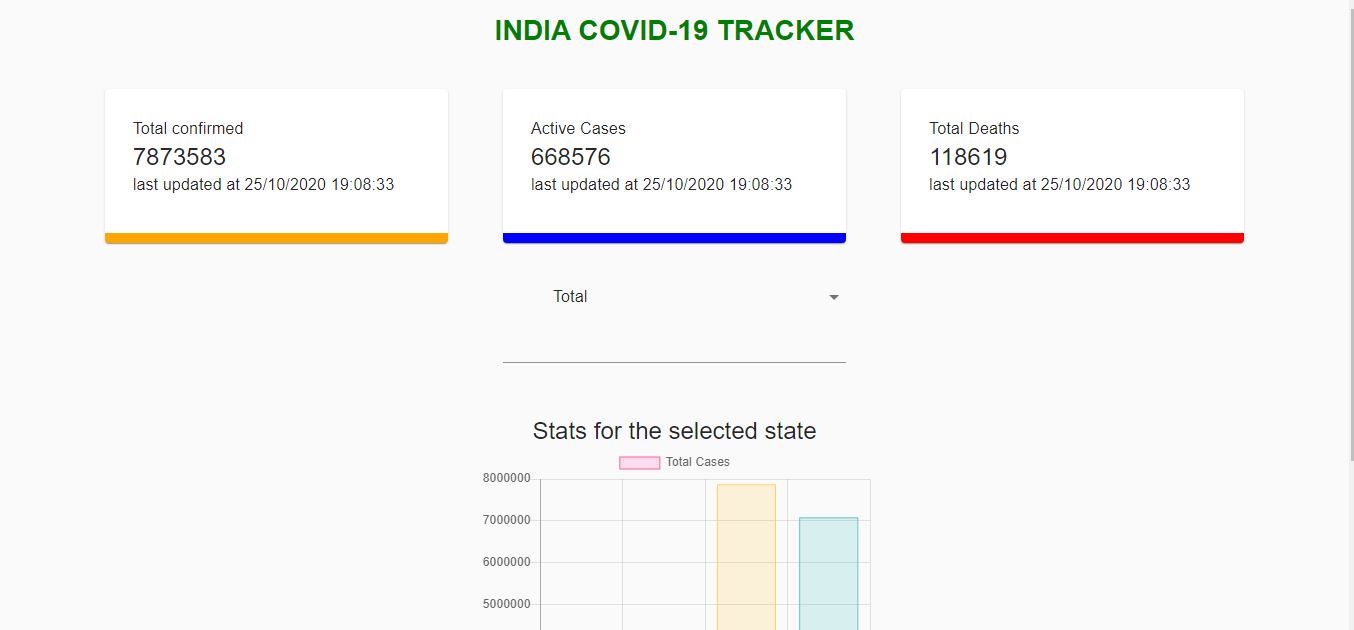 INDIA COVID-19 TRACKER
Total confirmed
7873583
last updated at 25/10/2020 19:08:33
Active Cases
668576
last updated at 25/10/2020 19:08:33
Total Deaths
118619
last updated at 25/10/2020 19:08:33
Total
Stats for the selected state
Total Cases
8000000
7000000
6000000
5000000